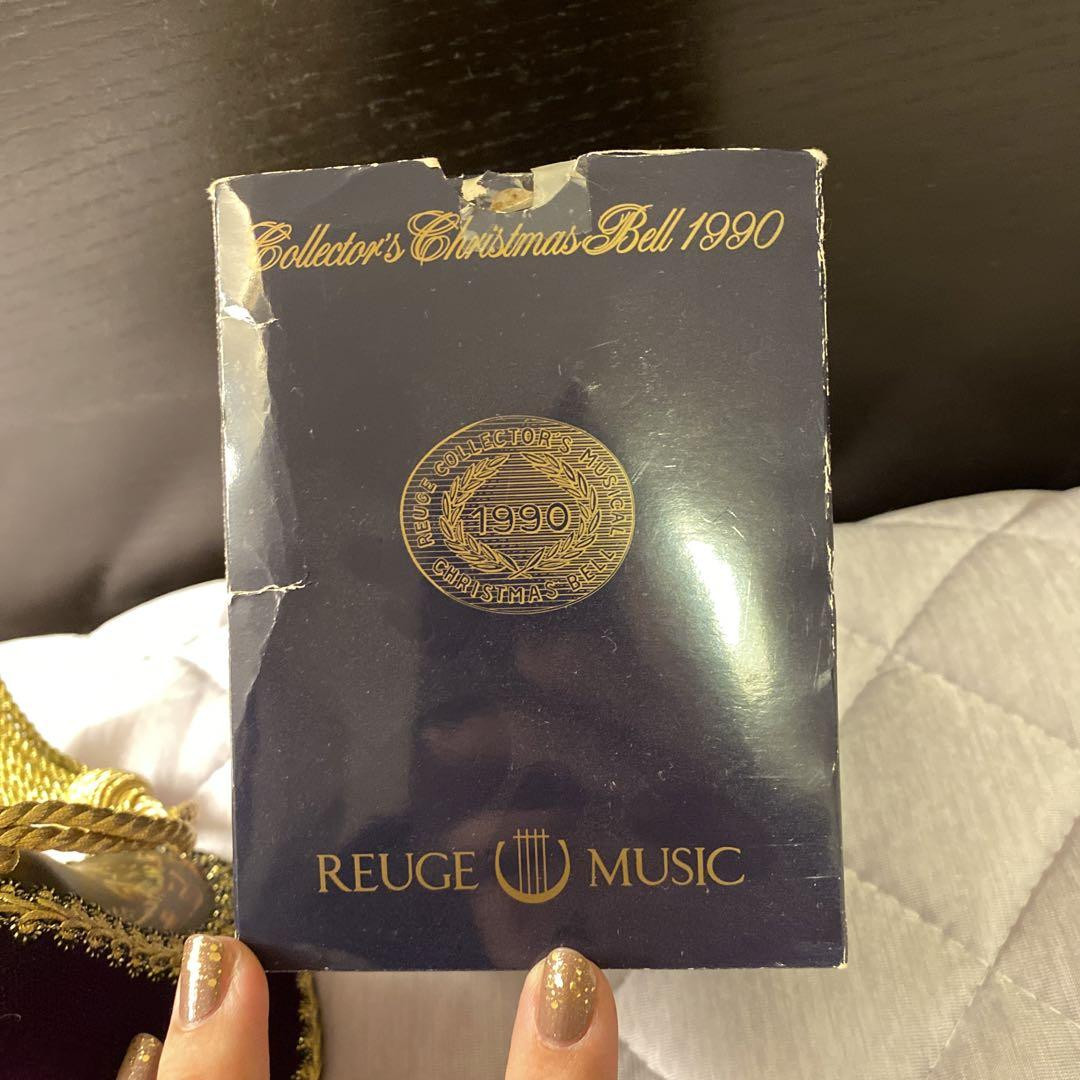 Collector's Christmas Bell 1990
REUGE COLLECTOR'S MUSICAL
1990
CHRISTMAS BELL
REUGE MUSIC